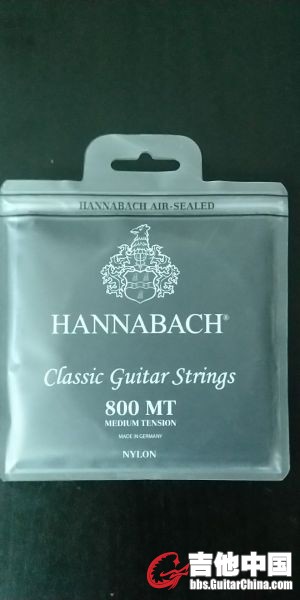 HANNABACH AIR-SEALED
HANNABACH®
Classic Guitar Strings
800 MT
MEDIUM TENSION
MADE IN GERMANY
NYLON
吉他中国
bbs.GuitarChina.com